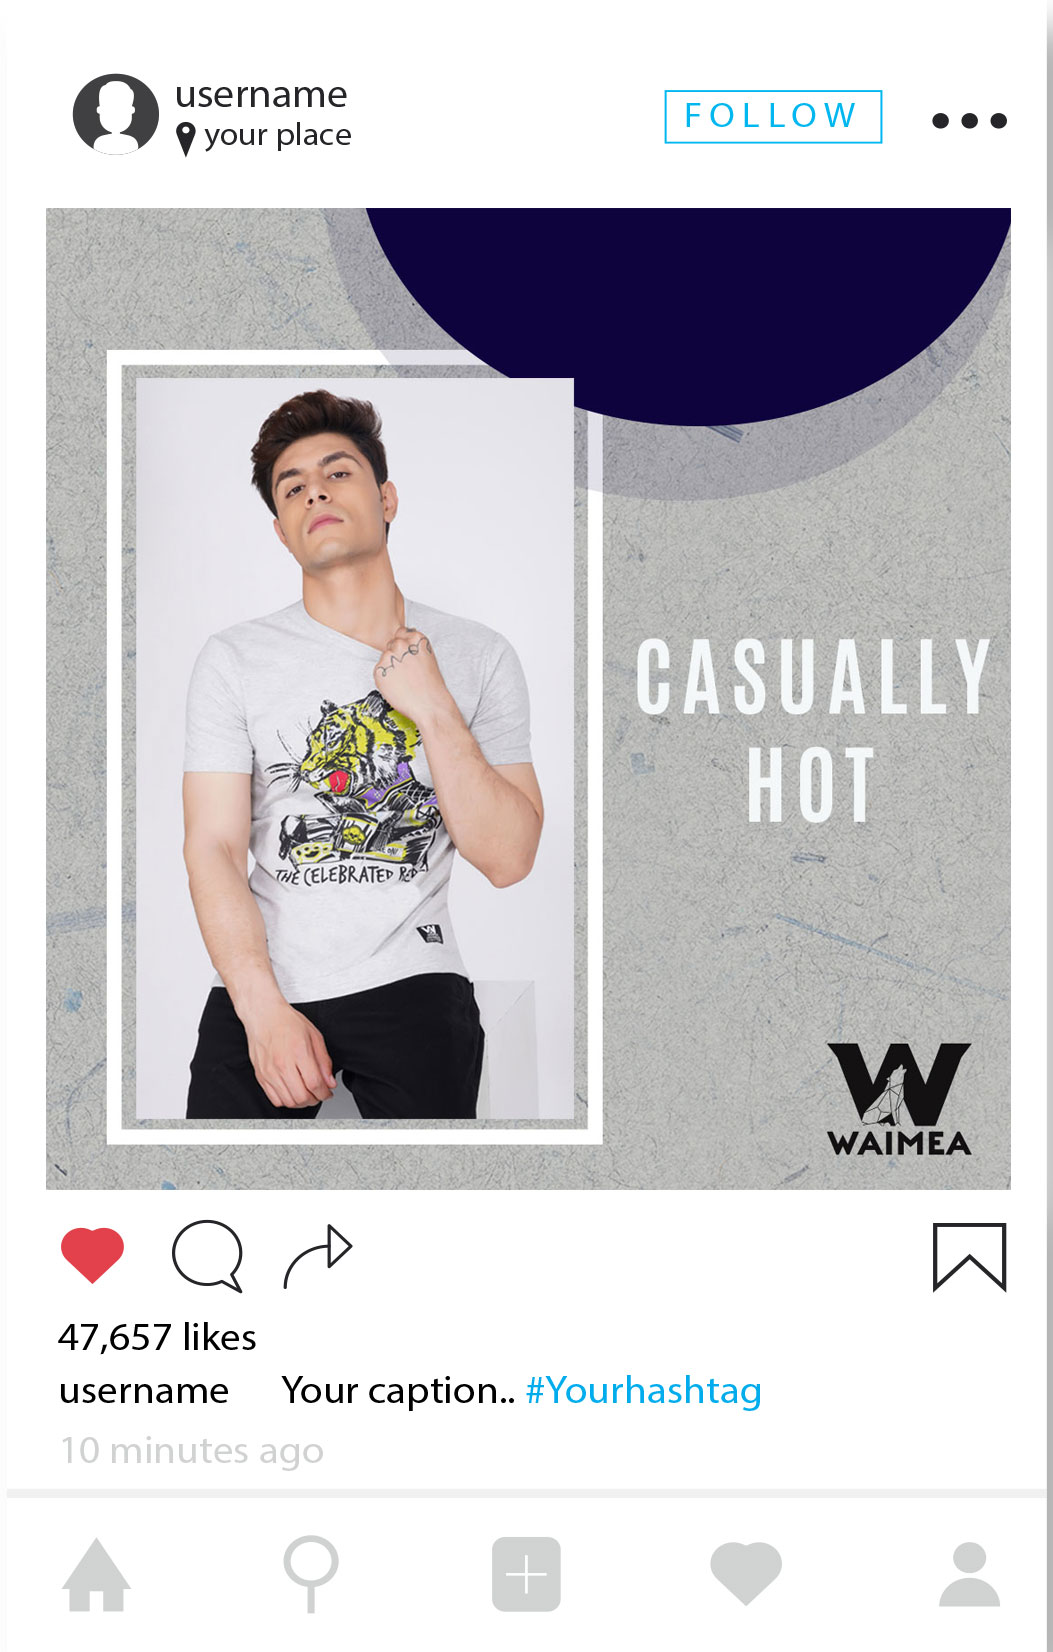 username
your place
FOLLOW
CASUALLY
HOT
THE CELEBRATED
W
WAIMEA
47,657 likes
username Your caption.. #Yourhashtag
10 minutes ago